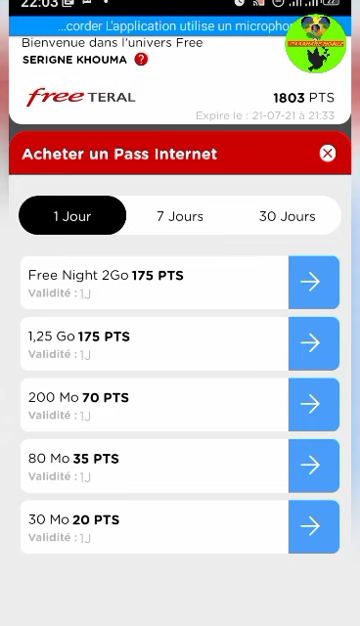 22:03
...corder L'application utilise un microphon
Bienvenue dans l'univers Free
SERIGNE KHOUMA ?
free TERAL
1803 PTS
Expire le : 21-07-21 à 21:33
Acheter un Pass Internet
1 Jour
7 Jours
30 Jours
Free Night 2Go 175 PTS
Validité : 1J
1,25 Go 175 PTS
Validité : 1J
200 Mo 70 PTS
Validité : 1J
80 Mo 35 PTS
Validité : 1J
30 Mo 20 PTS
Validité : 1J